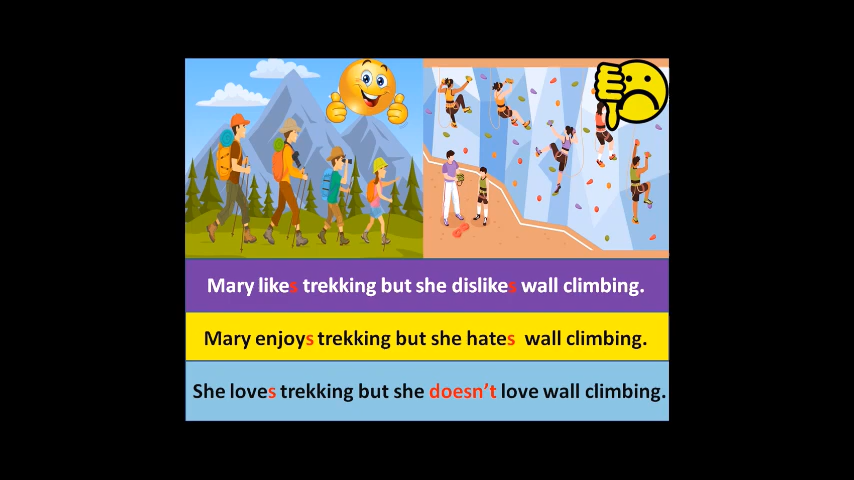 Mary likes trekking but she dislikes wall climbing.
Mary enjoys trekking but she hates wall climbing.
She loves trekking but she doesn't love wall climbing.